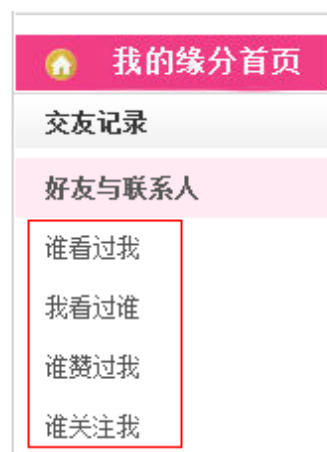 我的缘分首页
交友记录
好友与联系人
谁看过我
我看过谁
谁赞过我
谁关注我